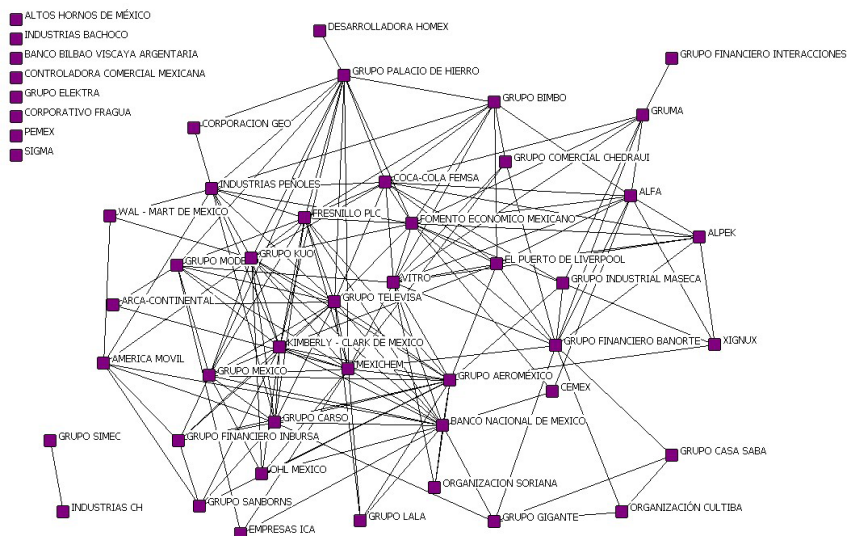 ALTOS HORNOS DE MÉXICO
INDUSTRIAS BACHOCO
BANCO BILBAO VISCAYA ARGENTARIA
CONTROLADORA COMERCIAL MEXICANA
GRUPO ELEKTRA
CORPORATIVO FRAGUA
PEMEX
SIGMA
DESARROLLADORA HOMEX
GRUPO FINANCIERO INTERACCIONES
GRUPO PALACIO DE HIERRO
GRUPO BIMBO
GRUMA
CORPORACION GEO
GRUPO COMERCIAL CHEDRAUI
COCA-COLA FEMSA
INDUSTRIAS PEÑOLES
ALFA
WAL - MART DE MEXICO
FRESNILLO PLC
FOMENTO ECONOMICO MEXICANO
ALPEK
GRUPO KUO
GRUPO MODE
EL PUERTO DE LIVERPOOL
VITRO
GRUPO INDUSTRIAL MASECA
ARCA-CONTINENTAL
GRUPO TELEVISA
KIMBERLY - CLARK DE MEXICO
GRUPO FINANCIERO BANORTE
XIGNUX
AMERICA MOVIL
MEXICHEM
GRUPO MEXICO
GRUPO AEROMÉXICO
CEMEX
GRUPO CARSO
BANCO NACIONAL DE MEXICO
GRUPO SIMEC
GRUPO FINANCIERO INBURSA
GRUPO CASA SABA
OHL MEXICO
ORGANIZACION SORIANA
GRUPO SANBORNS
INDUSTRIAS CH
ORGANIZACIÓN CULTIBA
GRUPO LALA
GRUPO GIGANTE
EMPRESAS ICA